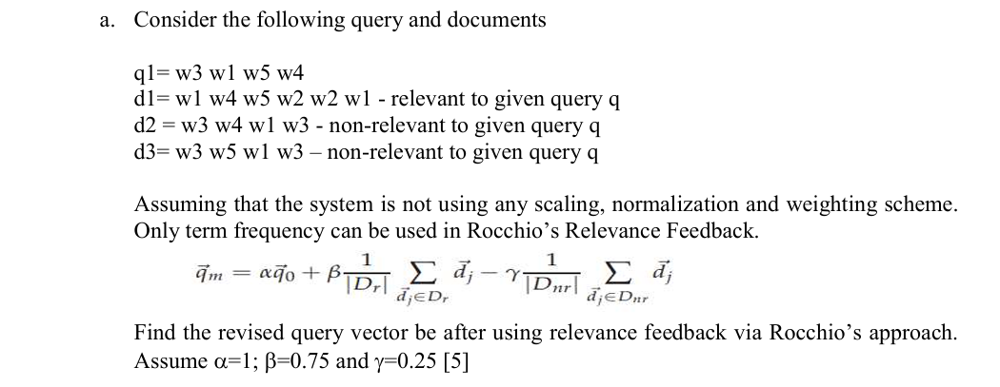 a. Consider the following query and documents
q1= w3 w1 w5 w4
d1= w1 w4 w5 w2 w2 w1 - relevant to given query q
d2 = w3 w4 w1 w3 - non-relevant to given query q
d3= w3 w5 w1 w3 – non-relevant to given query q
Assuming that the system is not using any scaling, normalization and weighting scheme.
Only term frequency can be used in Rocchio's Relevance Feedback.
$\vec{q}_m = \alpha \vec{q}_0 + \beta \frac{1}{|D_r|} \sum_{\vec{d}_j \in D_r} \vec{d}_j - \gamma \frac{1}{|D_{nr}|} \sum_{\vec{d}_j \in D_{nr}} \vec{d}_j$
Find the revised query vector be after using relevance feedback via Rocchio's approach.
Assume α=1; β=0.75 and γ=0.25 [5]